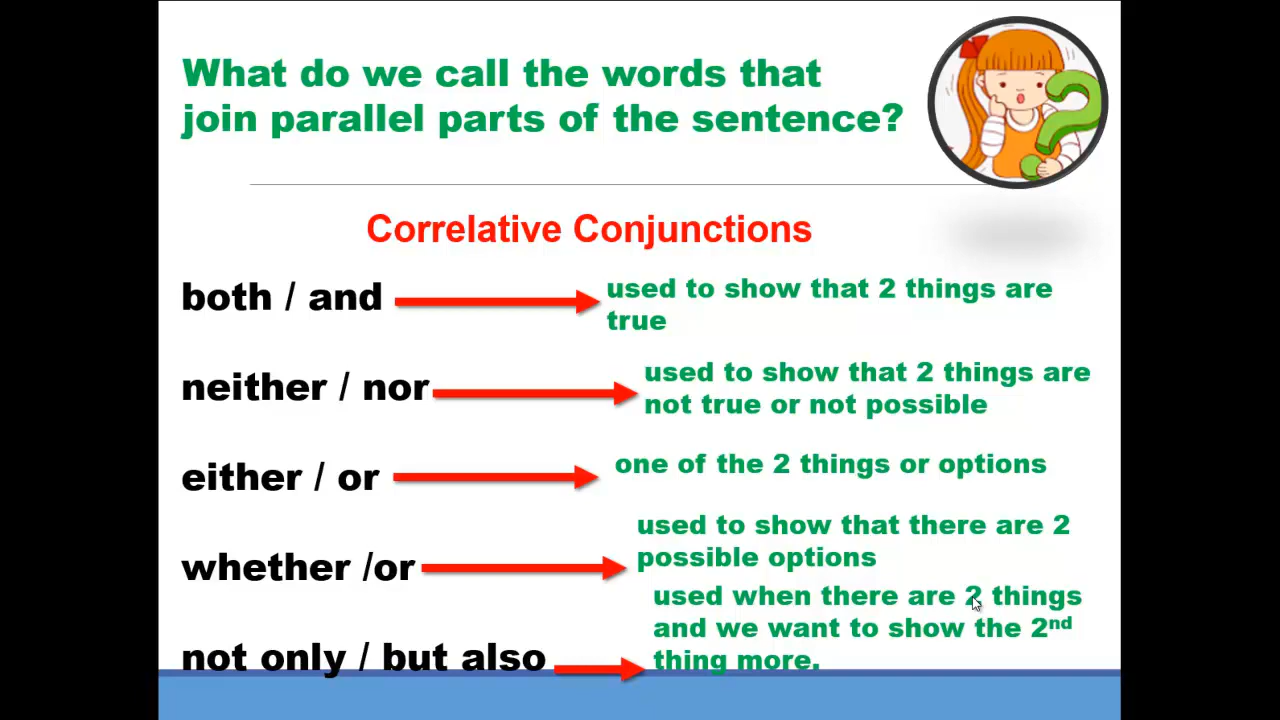 What do we call the words that
join parallel parts of the sentence?
Correlative Conjunctions
both / and
used to show that 2 things are
true
neither / nor
used to show that 2 things are
not true or not possible
either / or
one of the 2 things or options
whether /or
used to show that there are 2
possible options
not only / but also
used when there are 2 things
and we want to show the 2nd
thing more.